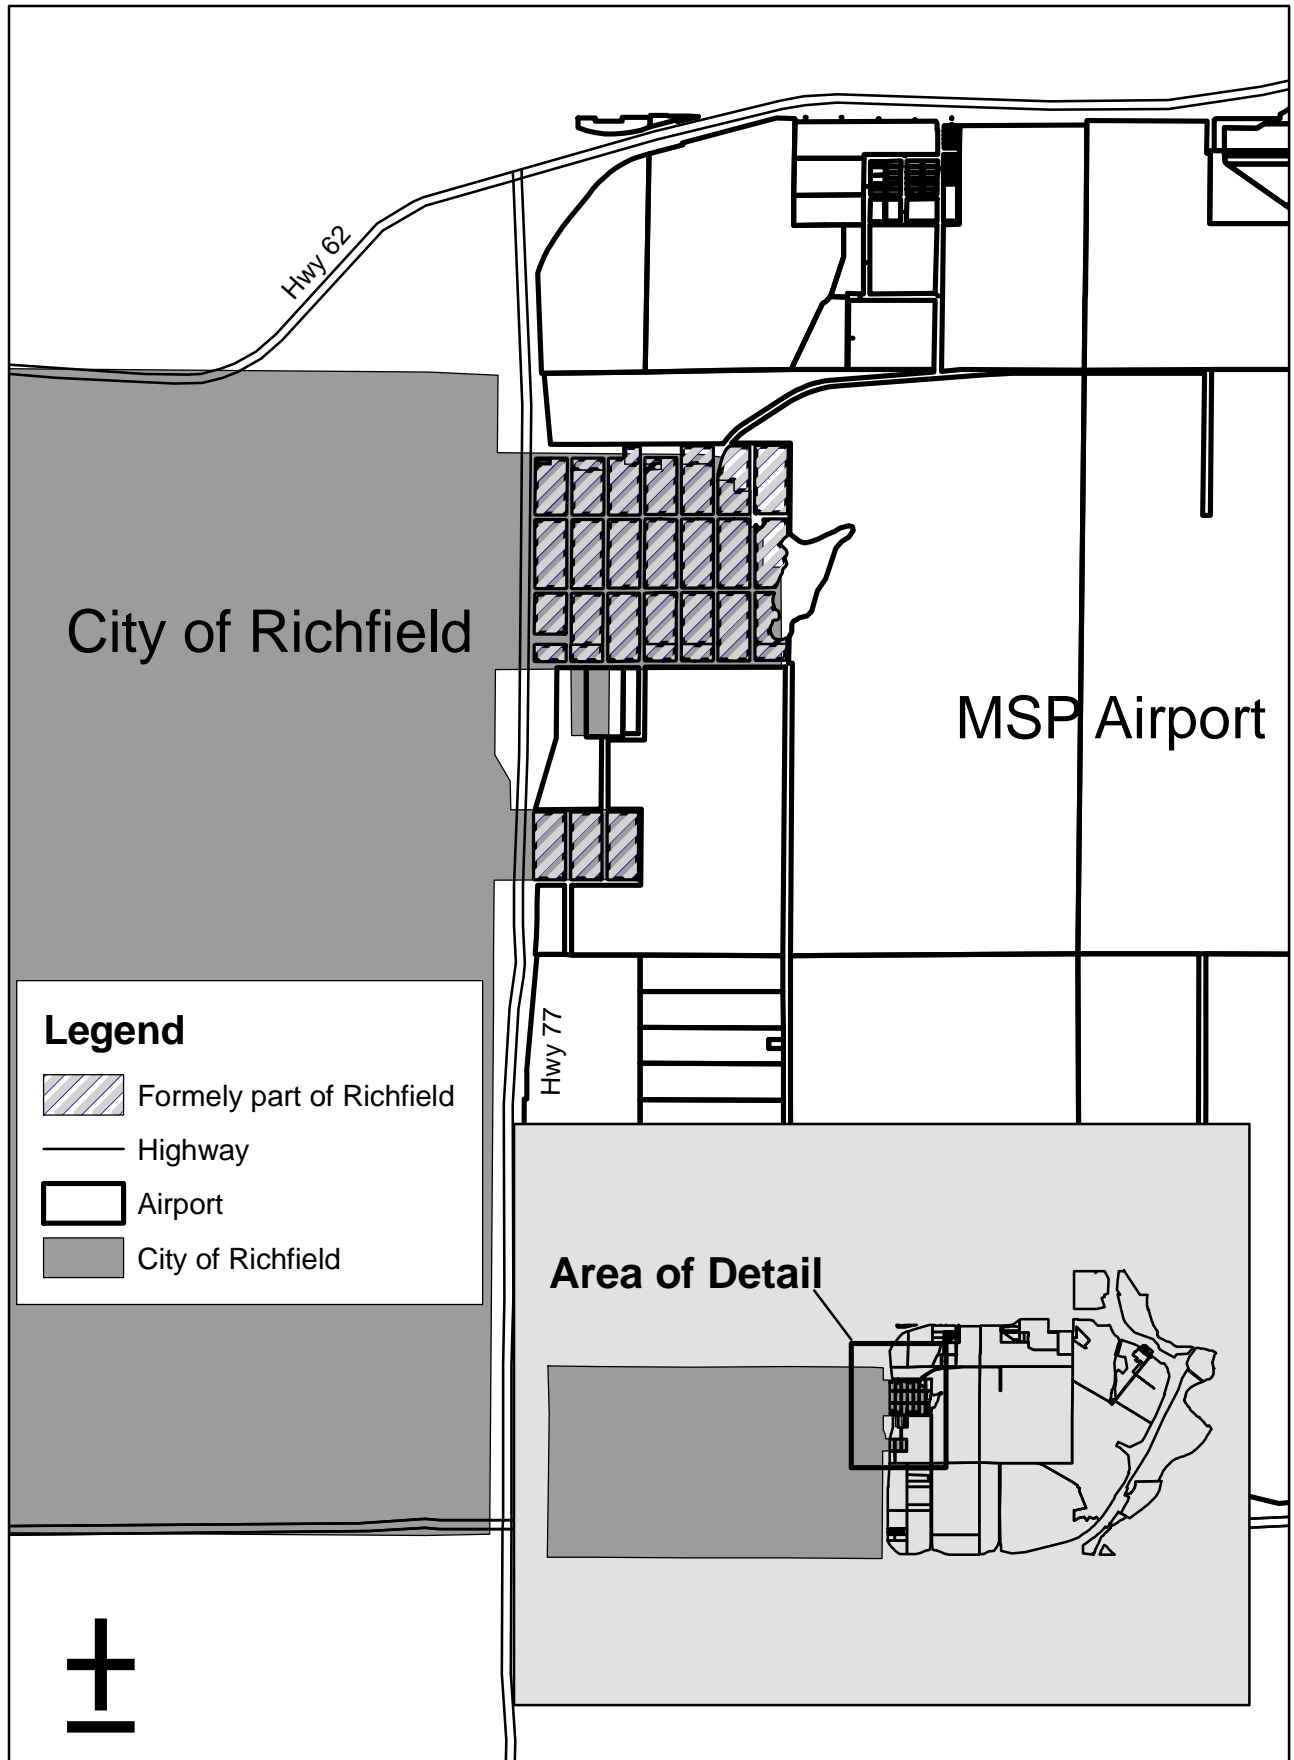 Hwy 62
City of Richfield
MSP Airport
Hwy 77
Legend
Formely part of Richfield
Highway
Airport
City of Richfield
Area of Detail
±